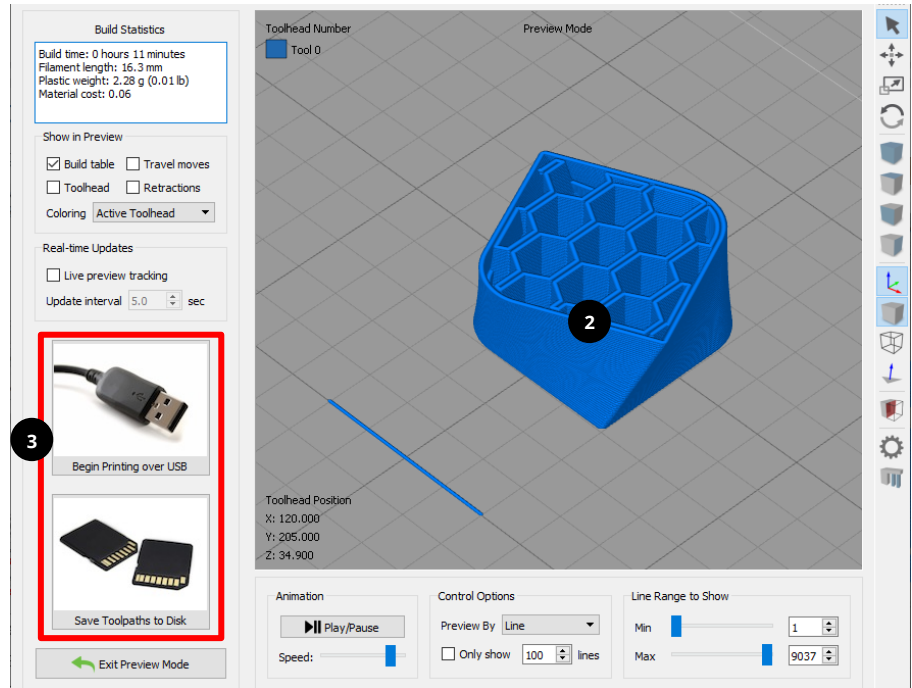 Build Statistics
Build time: 0 hours 11 minutes
Filament length: 16.3 mm
Plastic weight: 2.28 g (0.01 lb)
Material cost: 0.06
Show in Preview
Build table
Travel moves
Toolhead
Retractions
Coloring
Active Toolhead
Real-time Updates
Live preview tracking
Update interval 5.0 sec
3
Begin Printing over USB
Save Toolpaths to Disk
Exit Preview Mode
Toolhead Number
Tool 0
Preview Mode
2
Toolhead Position
X: 120.000
Y: 205.000
Z: 34.900
Animation
Play/Pause
Speed:
Control Options
Preview By Line
Only show 100 lines
Line Range to Show
Min 1
Max 9037